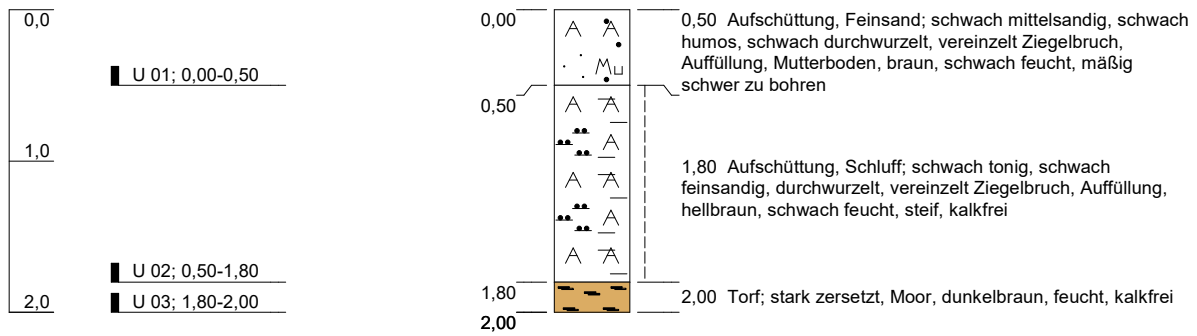 0,0
1,0
2,0
U 01; 0,00-0,50
U 02; 0,50-1,80
U 03; 1,80-2,00
0,00
A A
Mu
0,50
A A
A
A A
A
A A
1,80
2,00
0,50 Aufschüttung, Feinsand; schwach mittelsandig, schwach
humos, schwach durchwurzelt, vereinzelt Ziegelbruch,
Auffüllung, Mutterboden, braun, schwach feucht, mäßig
schwer zu bohren
1,80 Aufschüttung, Schluff; schwach tonig, schwach
feinsandig, durchwurzelt, vereinzelt Ziegelbruch, Auffüllung,
hellbraun, schwach feucht, steif, kalkfrei
2,00 Torf; stark zersetzt, Moor, dunkelbraun, feucht, kalkfrei